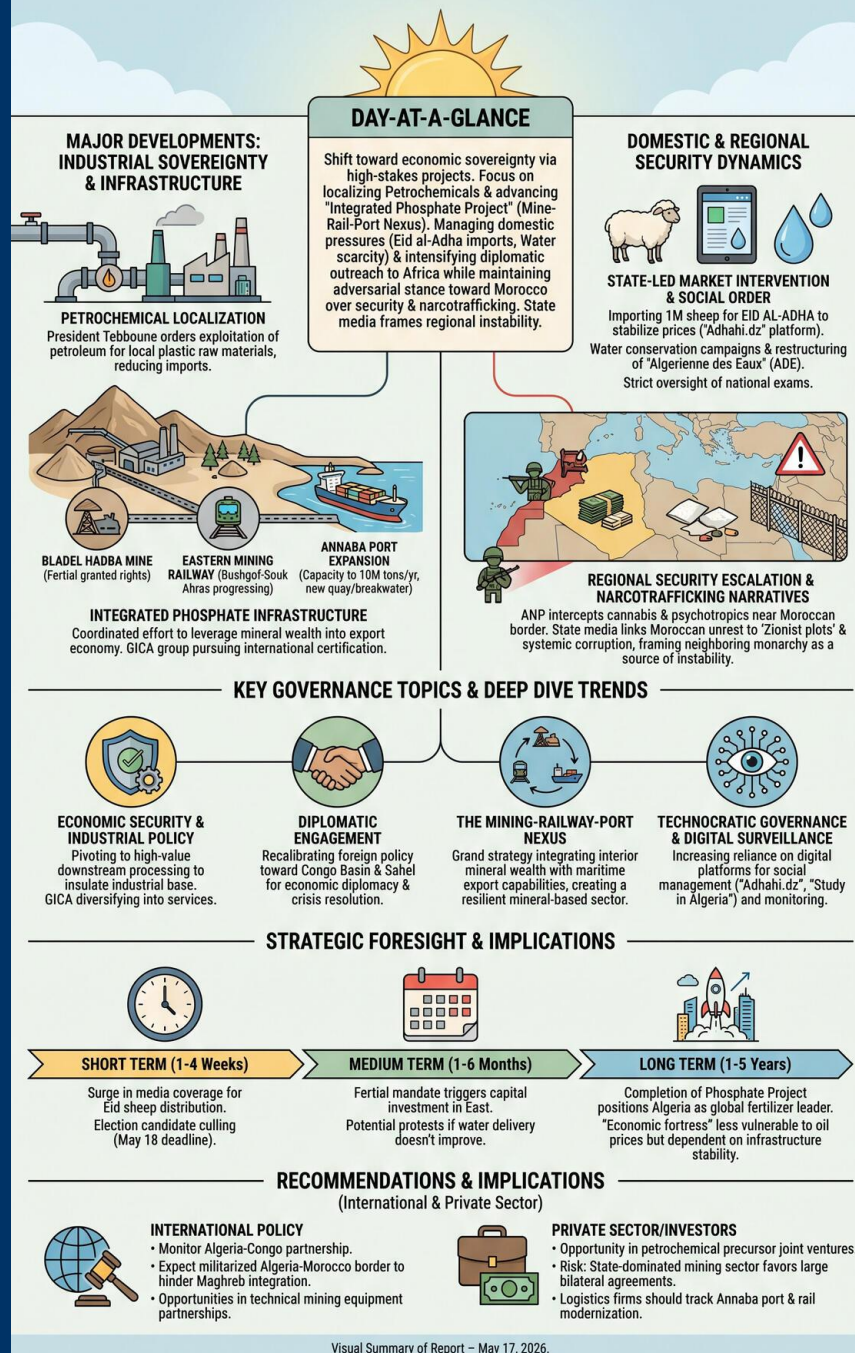 DAY-AT-A-GLANCE
Shift toward economic sovereignty via
high-stakes projects. Focus on
localizing Petrochemicals & advancing
"Integrated Phosphate Project" (Mine-
Rail-Port Nexus). Managing domestic
pressures (Eid al-Adha imports, Water
scarcity) & intensifying diplomatic
outreach to Africa while maintaining
adversarial stance toward Morocco
over security & narcotrafficking. State
media frames regional instability.
MAJOR DEVELOPMENTS:
INDUSTRIAL SOVEREIGNTY
& INFRASTRUCTURE
PETROCHEMICAL LOCALIZATION
President Tebboune orders exploitation of
petroleum for local plastic raw materials,
reducing imports.
BLADEL HADBA MINE
(Fertial granted rights)
EASTERN MINING
RAILWAY (Bushgof-Souk
Ahras progressing)
ANNABA PORT
EXPANSION
(Capacity to 10M tons/yr,
new quay/breakwater)
INTEGRATED PHOSPHATE INFRASTRUCTURE
Coordinated effort to leverage mineral wealth into export
economy. GICA group pursuing international certification.
DOMESTIC & REGIONAL
SECURITY DYNAMICS
STATE-LED MARKET INTERVENTION
& SOCIAL ORDER
Importing 1M sheep for EID AL-ADHA to
stabilize prices ("Adhahi.dz" platform).
Water conservation campaigns & restructuring
of "Algerienne des Eaux" (ADE).
Strict oversight of national exams.
!
REGIONAL SECURITY ESCALATION &
NARCOTRAFFICKING NARRATIVES
ANP intercepts cannabis & psychotropics near Moroccan
border. State media links Moroccan unrest to 'Zionist plots' &
systemic corruption, framing neighboring monarchy as a
source of instability.
KEY GOVERNANCE TOPICS & DEEP DIVE TRENDS
ECONOMIC SECURITY &
INDUSTRIAL POLICY
Pivoting to high-value
downstream processing to
insulate industrial base.
GICA diversifying into services.
DIPLOMATIC
ENGAGEMENT
Recalibrating foreign policy
toward Congo Basin & Sahel
for economic diplomacy &
crisis resolution.
THE MINING-RAILWAY-PORT
NEXUS
Grand strategy integrating interior
mineral wealth with maritime
export capabilities, creating a
resilient mineral-based sector.
TECHNOCRATIC GOVERNANCE
& DIGITAL SURVEILLANCE
Increasing reliance on digital
platforms for social
management ("Adhahi.dz", "Study
in Algeria") and monitoring.
STRATEGIC FORESIGHT & IMPLICATIONS
SHORT TERM (1-4 Weeks)
Surge in media coverage for
Eid sheep distribution.
Election candidate culling
(May 18 deadline).
MEDIUM TERM (1-6 Months)
Fertial mandate triggers capital
investment in East.
Potential protests if water delivery
doesn't improve.
LONG TERM (1-5 Years)
Completion of Phosphate Project
positions Algeria as global fertilizer leader.
"Economic fortress" less vulnerable to oil
prices but dependent on infrastructure
stability.
RECOMMENDATIONS & IMPLICATIONS
(International & Private Sector)
INTERNATIONAL POLICY
• Monitor Algeria-Congo partnership.
• Expect militarized Algeria-Morocco border to
hinder Maghreb integration.
• Opportunities in technical mining equipment
partnerships.
PRIVATE SECTOR/INVESTORS
• Opportunity in petrochemical precursor joint ventures
• Risk: State-dominated mining sector favors large
bilateral agreements.
• Logistics firms should track Annaba port & rail
modernization.
Visual Summary of Report – May 17, 2026.